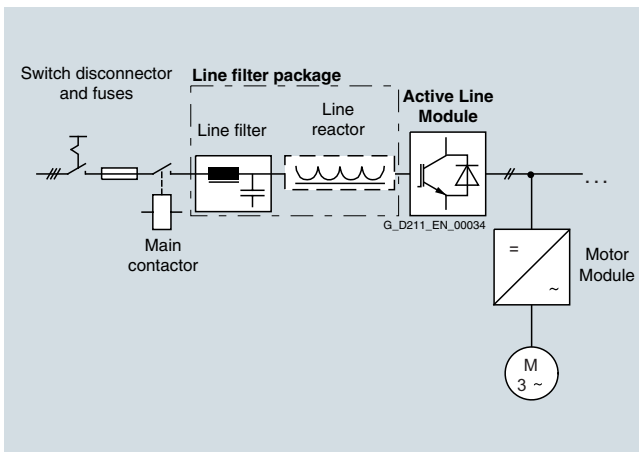 Switch disconnector
and fuses
Line filter package
Line filter
Line
reactor
Active Line
Module
G_D211_EN_00034
Main
contactor
...
=
~
Motor
Module
M
3 ~